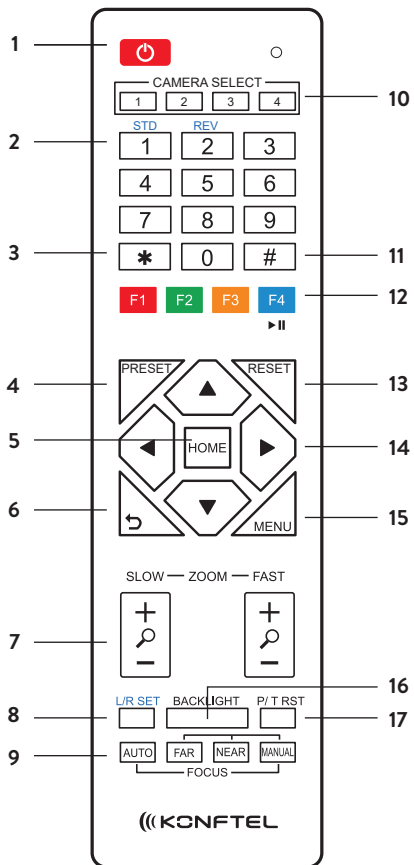 1
CAMERA SELECT
10
1 2 3 4
STD REV
2
1 2 3
4 5 6
7 8 9
3
* 0 #
11
F1 F2 F3 F4
12
4
PRESET RESET
13
5
HOME
14
6
MENU
15
SLOW — ZOOM — FAST
+ +
7
− −
16
8
L/R SET BACKLIGHT P/ T RST
17
9
AUTO FAR NEAR MANUAL
FOCUS
KONFTEL